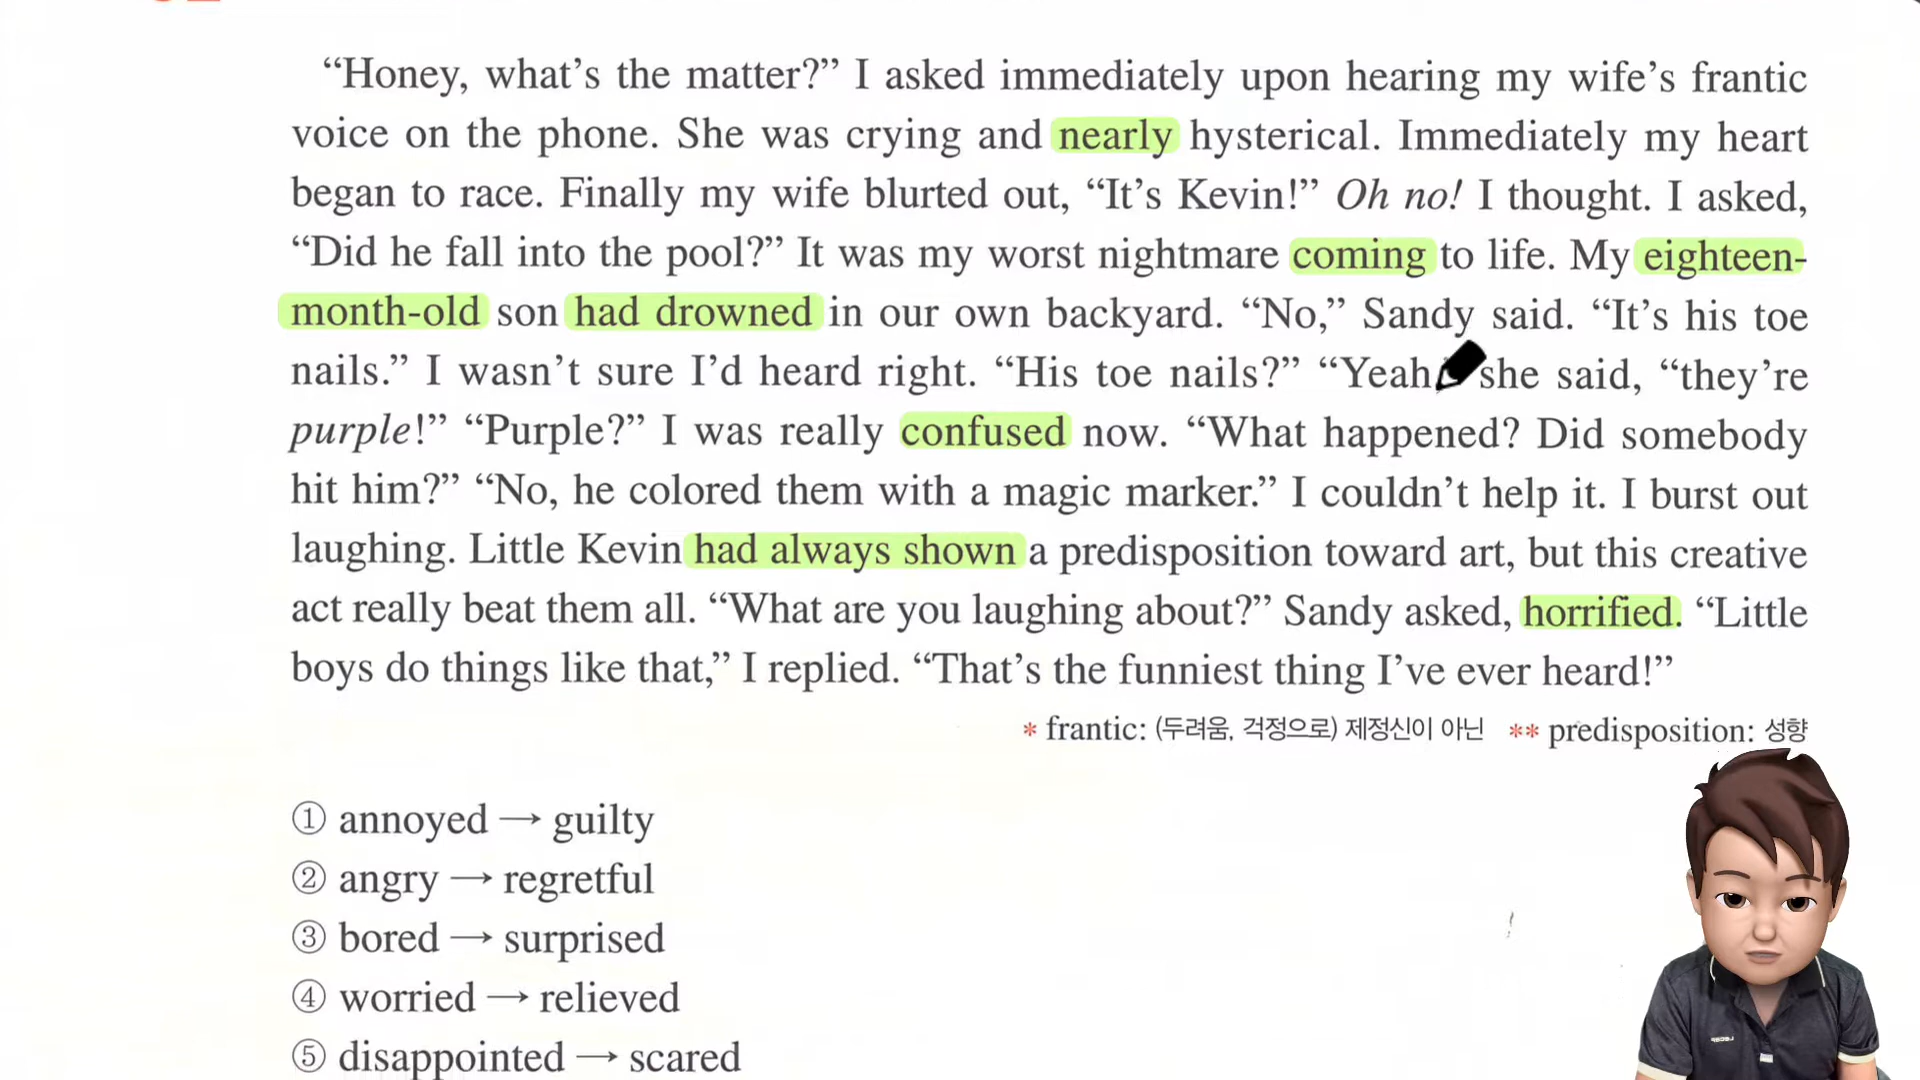 “Honey, what’s the matter?” I asked immediately upon hearing my wife’s frantic
voice on the phone. She was crying and nearly hysterical. Immediately my heart
began to race. Finally my wife blurted out, “It’s Kevin!” Oh no! I thought. I asked,
“Did he fall into the pool?” It was my worst nightmare coming to life. My eighteen-
month-old son had drowned in our own backyard. “No,” Sandy said. “It’s his toe
nails.” I wasn’t sure I’d heard right. “His toe nails?” “Yeah she said, “they’re
purple!” “Purple?” I was really confused now. “What happened? Did somebody
hit him?” “No, he colored them with a magic marker.” I couldn’t help it. I burst out
laughing. Little Kevin had always shown a predisposition toward art, but this creative
act really beat them all. “What are you laughing about?” Sandy asked, horrified. “Little
boys do things like that,” I replied. “That’s the funniest thing I’ve ever heard!”
* frantic: (두려움, 걱정으로) 제정신이 아닌 ** predisposition: 성향
① annoyed → guilty
② angry → regretful
③ bored → surprised
④ worried → relieved
⑤ disappointed → scared